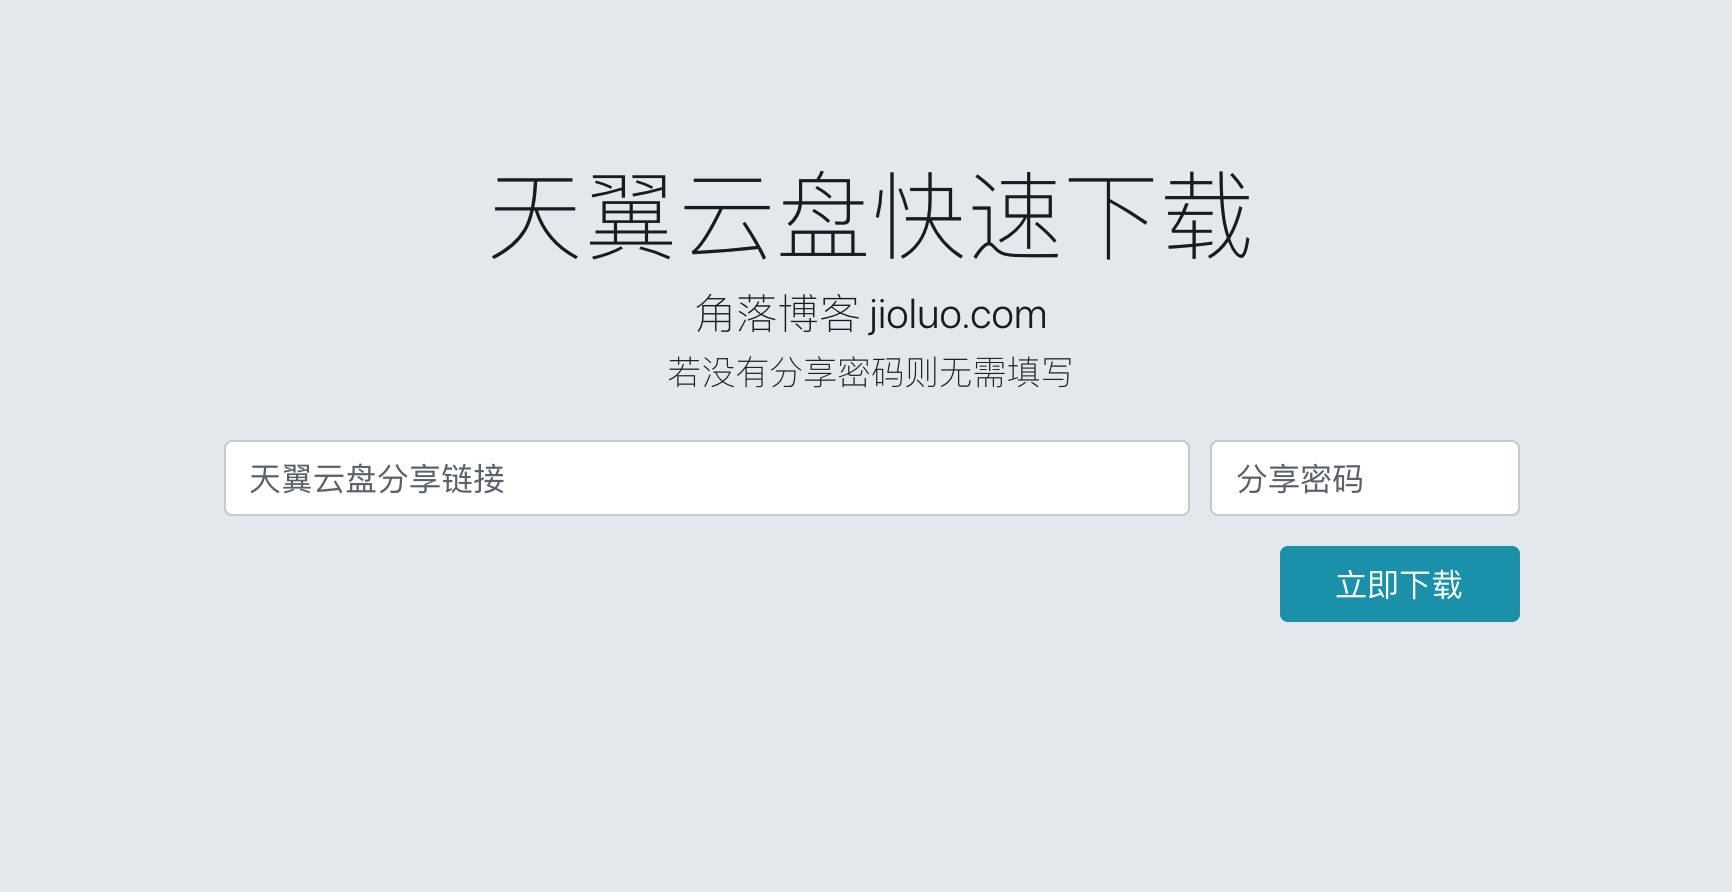 天翼云盘快速下载
角落博客 jioluo.com
若没有分享密码则无需填写
天翼云盘分享链接
分享密码
立即下载